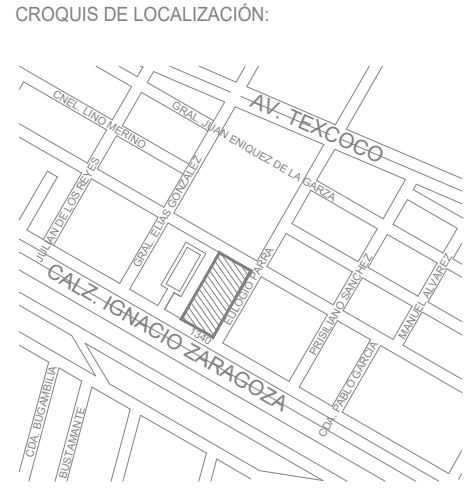 CROQUIS DE LOCALIZACIÓN:
AV. TEXCOCO
CNEL. LINO MERINO
GRAL. JUAN ENIQUEZ DE LA GARZA
JULIAN DE LOS REYES
GRAL. ELIAS GONZALEZ
EULOGIO PARRA
PRISILIANO SANCHEZ
MANUEL ALVAREZ
CALZ. IGNACIO ZARAGOZA
1340
CDA. PABLO GARCIA
CDA. BUGAMBILIA
BUSTAMANTE